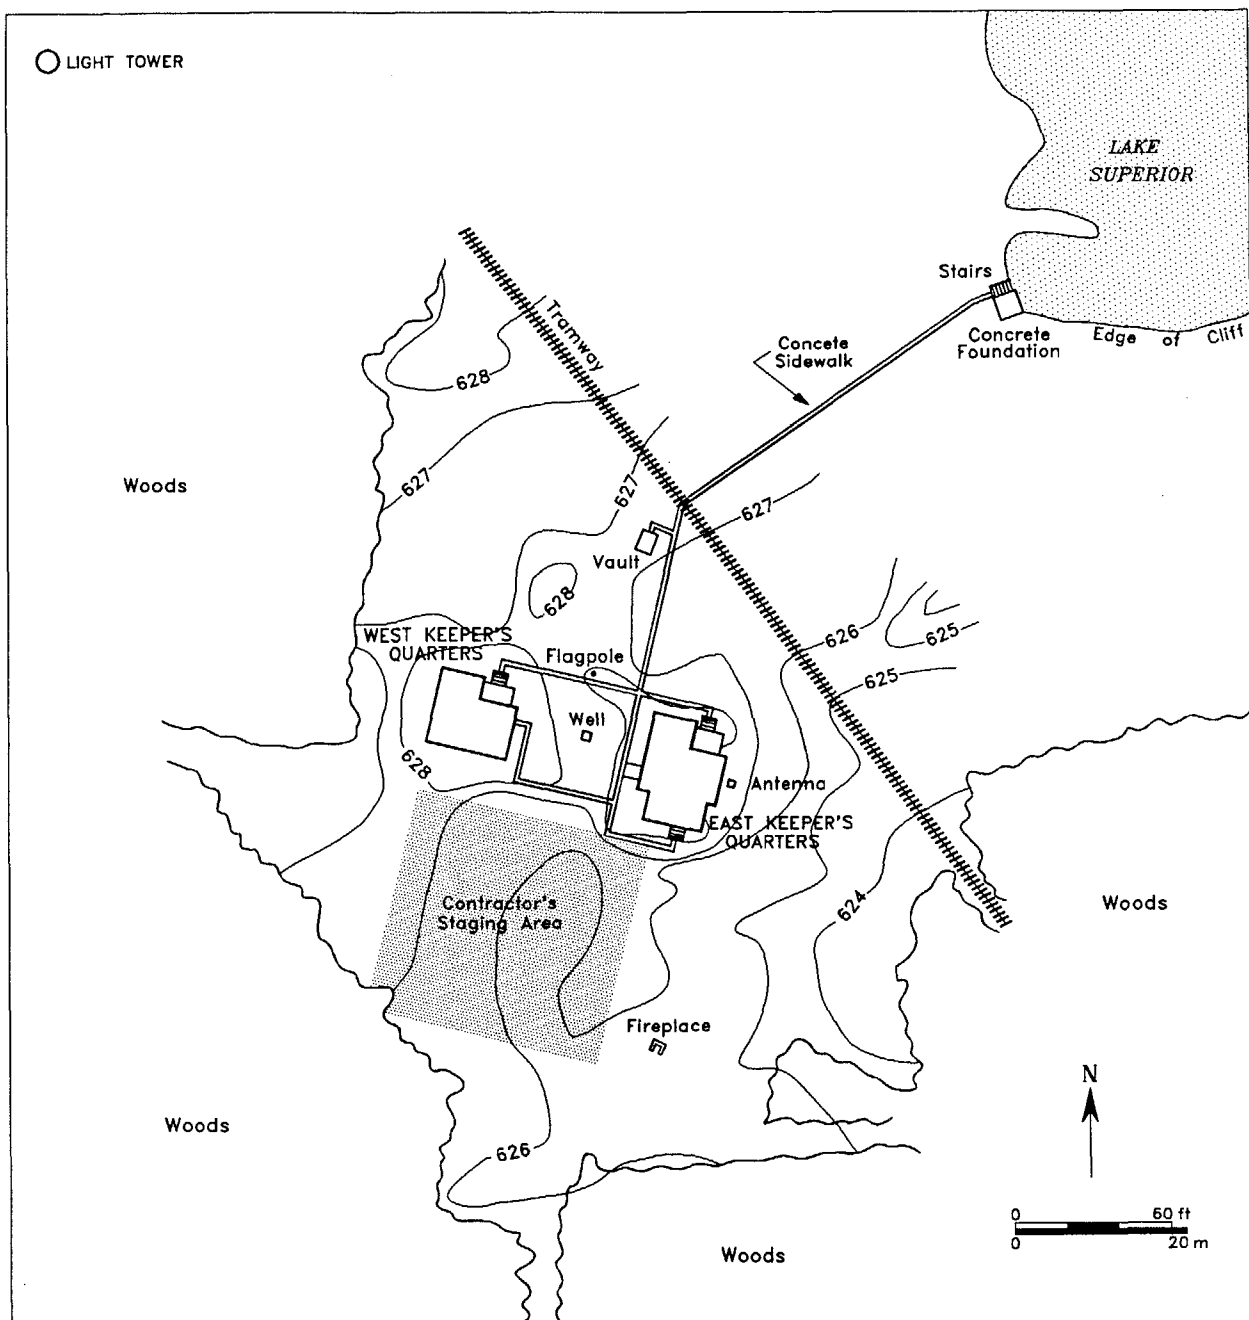 LIGHT TOWER
LAKE
SUPERIOR
Stairs
Concrete
Foundation
Edge of Cliff
Concete
Sidewalk
Tramway
628
627
627
627
Woods
Vault
628
626
625
625
WEST KEEPER'S
QUARTERS
Flagpole
Well
628
Antenna
EAST KEEPER'S
QUARTERS
Contractor's
Staging Area
624
Woods
Fireplace
N
Woods
626
0 60 ft
0 20 m
Woods